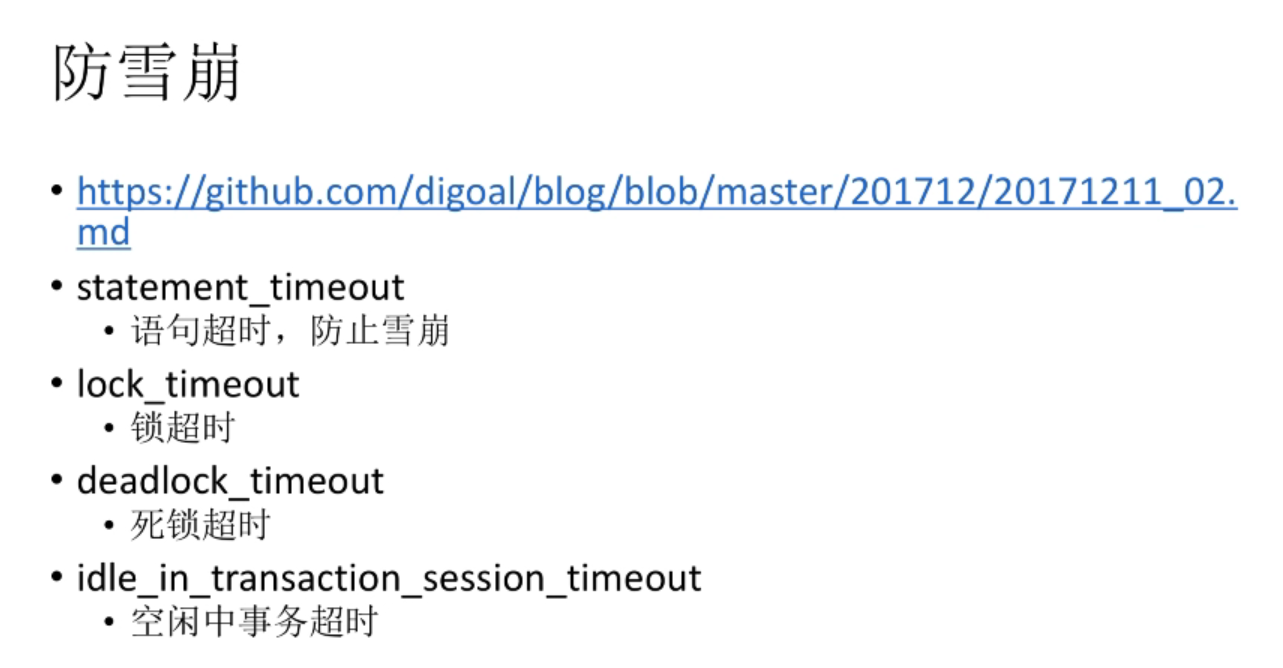 防雪崩
• https://github.com/digoal/blog/blob/master/201712/20171211_02.
md
• statement_timeout
• 语句超时，防止雪崩
• lock_timeout
• 锁超时
• deadlock_timeout
• 死锁超时
• idle_in_transaction_session_timeout
• 空闲中事务超时